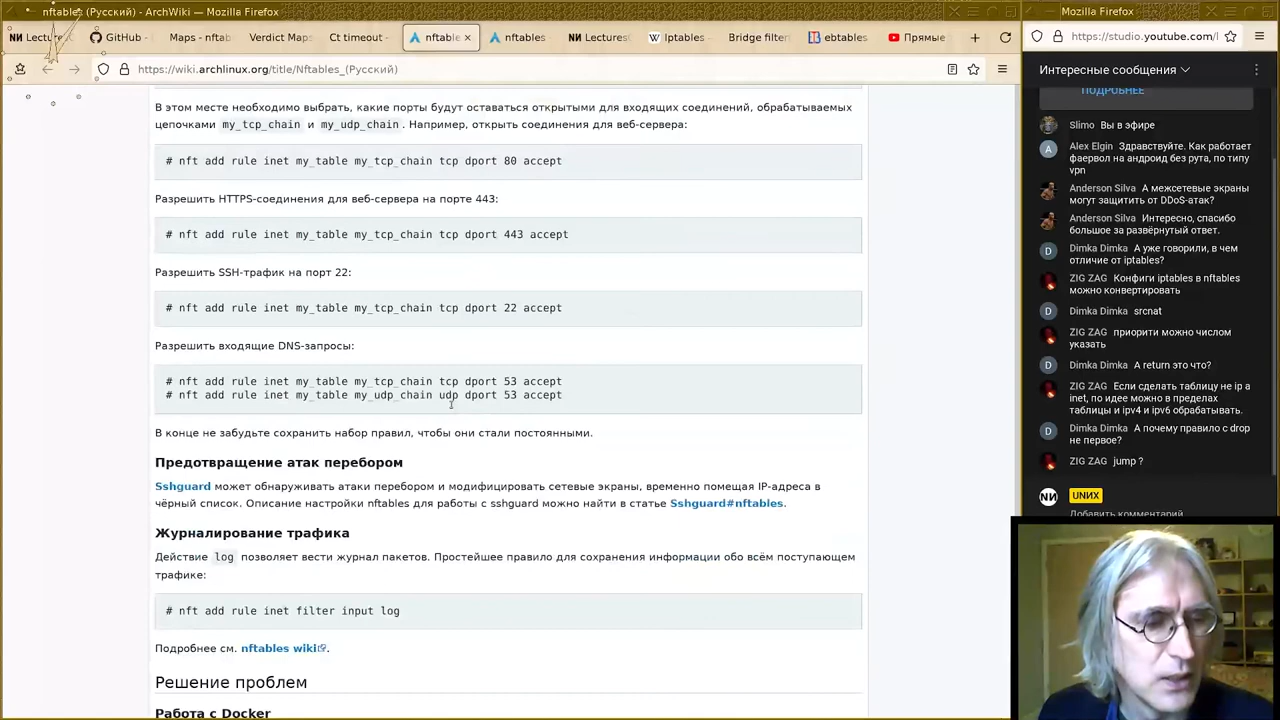 nftables (Русский) - ArchWiki — Mozilla Firefox
Mozilla Firefox
Lecture
GitHub -
Maps - nftab
Verdict Maps
Ct timeout -
nftable
nftables
LecturesC
Iptables -
Bridge filter
ebtables
Прямые
https://wiki.archlinux.org/title/Nftables_(Русский)
https://studio.youtube.com/l
В этом месте необходимо выбрать, какие порты будут оставаться открытыми для входящих соединений, обрабатываемых
цепочками my_tcp_chain и my_udp_chain. Например, открыть соединения для веб-сервера:
# nft add rule inet my_table my_tcp_chain tcp dport 80 accept
Разрешить HTTPS-соединения для веб-сервера на порте 443:
# nft add rule inet my_table my_tcp_chain tcp dport 443 accept
Разрешить SSH-трафик на порт 22:
# nft add rule inet my_table my_tcp_chain tcp dport 22 accept
Разрешить входящие DNS-запросы:
# nft add rule inet my_table my_tcp_chain tcp dport 53 accept
# nft add rule inet my_table my_udp_chain udp dport 53 accept
В конце не забудьте сохранить набор правил, чтобы они стали постоянными.
Предотвращение атак перебором
Sshguard может обнаруживать атаки перебором и модифицировать сетевые экраны, временно помещая IP-адреса в
чёрный список. Описание настройки nftables для работы с sshguard можно найти в статье Sshguard#nftables.
Журналирование трафика
Действие log позволяет вести журнал пакетов. Простейшее правило для сохранения информации обо всём поступающем
трафике:
# nft add rule inet filter input log
Подробнее см. nftables wiki.
Решение проблем
Работа с Docker
Интересные сообщения
ПОДРОБНЕЕ
Slimo Вы в эфире
Alex Elgin Здравствуйте. Как работает
фаервол на андроид без рута, по типу
vpn
Anderson Silva А межсетевые экраны
могут защитить от DDoS-атак?
Anderson Silva Интересно, спасибо
большое за развёрнутый ответ.
Dimka Dimka А уже говорили, в чем
отличие от iptables?
ZIG ZAG Конфиги iptables в nftables
можно конвертировать
Dimka Dimka srcnat
ZIG ZAG приорити можно числом
указать
Dimka Dimka А return это что?
ZIG ZAG Если сделать таблицу не ip а
inet, по идее можно в пределах
таблицы и ipv4 и ipv6 обрабатывать.
Dimka Dimka А почему правило с drop
не первое?
ZIG ZAG jump ?
UNИX
Добавить комментарий